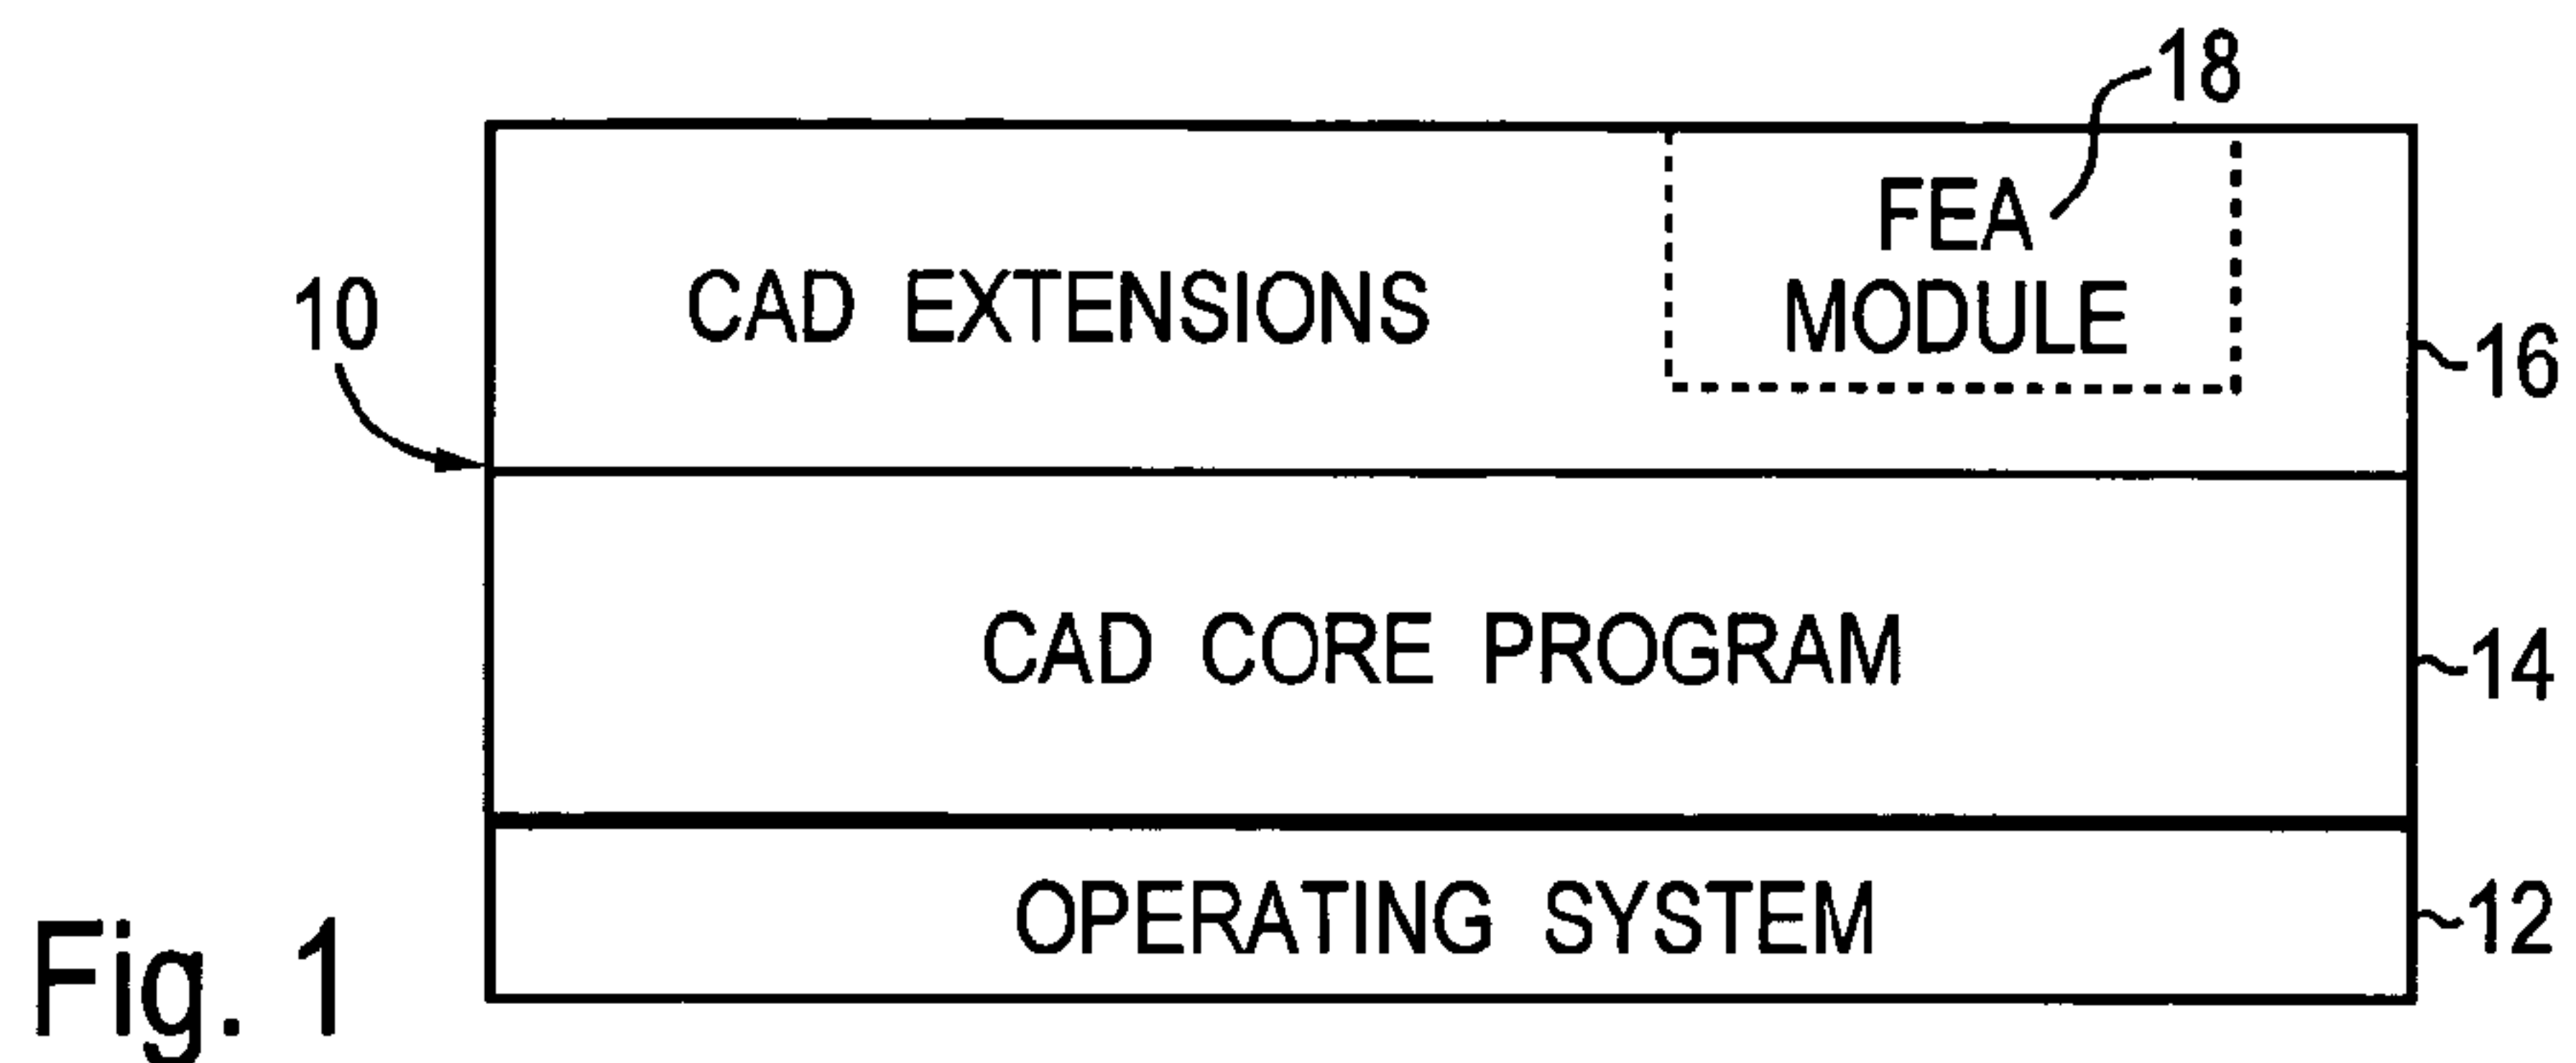 18
FEA
MODULE
CAD EXTENSIONS
10
16
CAD CORE PROGRAM
14
OPERATING SYSTEM
12
Fig. 1